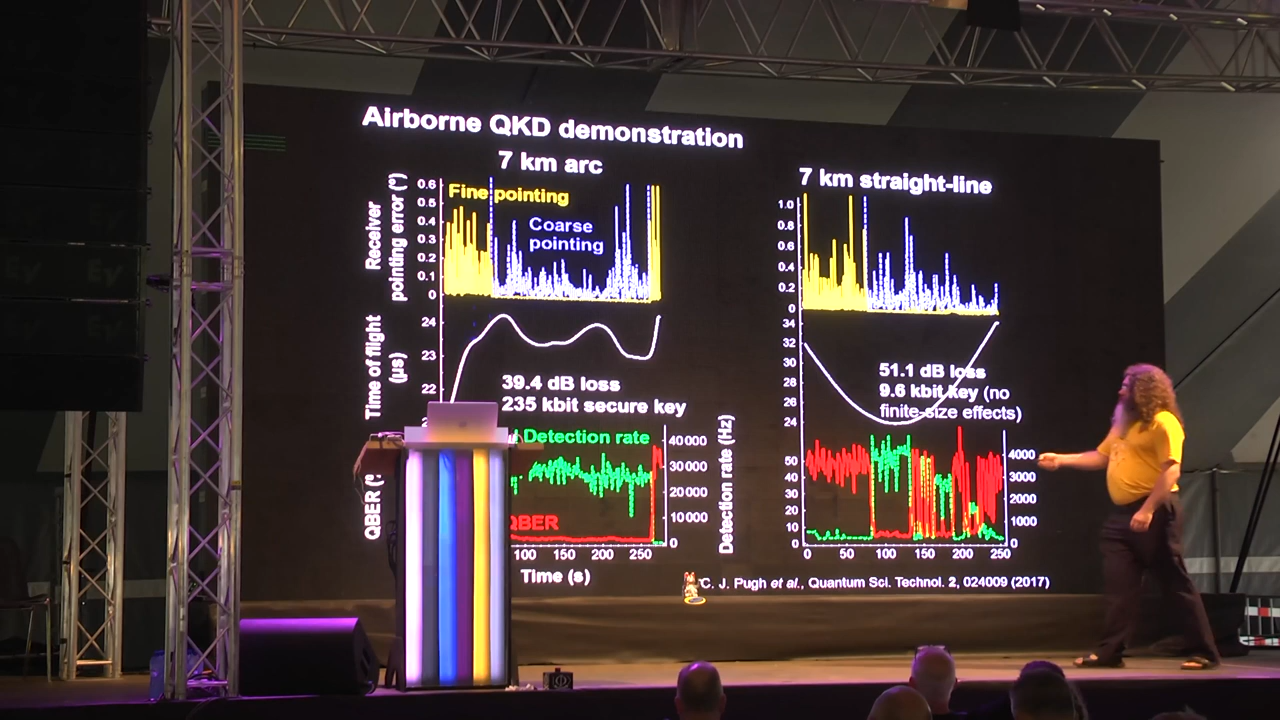 Airborne QKD demonstration
7 km arc
Receiver
pointing error (°)
0.6
0.5
0.4
0.3
0.2
0.1
0
Fine pointing
Coarse
pointing
Time of flight
(µs)
24
23
22
39.4 dB loss
235 kbit secure key
QBER (
Detection rate
QBER
40000
30000
20000
10000
0
Detection rate (Hz)
100 150 200 250
Time (s)
7 km straight-line
1.0
0.8
0.6
0.4
0.2
0
34
32
30
28
26
24
51.1 dB loss
9.6 kbit key (no
finite-size effects)
50
40
30
20
10
0
4000
3000
2000
1000
0
0 50 100 150 200 250
C. J. Pugh et al., Quantum Sci. Technol. 2, 024009 (2017)